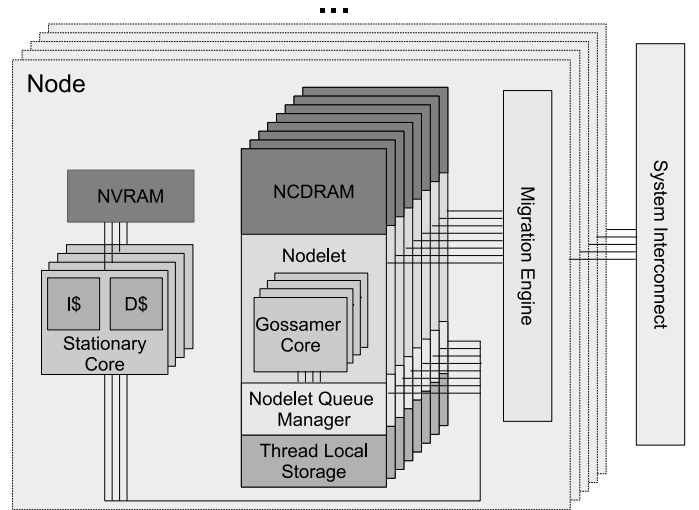 ...
Node
NVRAM
I$
D$
Stationary
Core
NCDRAM
Nodelet
Gossamer
Core
Nodelet Queue
Manager
Thread Local
Storage
Migration Engine
System Interconnect